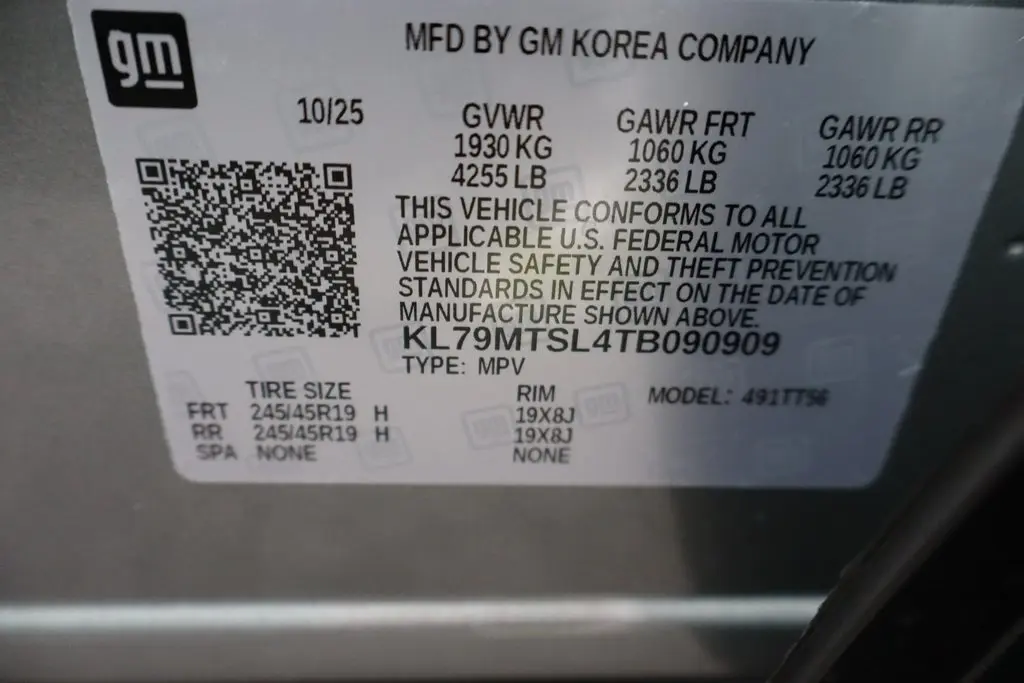 gm
MFD BY GM KOREA COMPANY
10/25 GVWR GAWR FRT GAWR RR
1930 KG 1060 KG 1060 KG
4255 LB 2336 LB 2336 LB
THIS VEHICLE CONFORMS TO ALL
APPLICABLE U.S. FEDERAL MOTOR
VEHICLE SAFETY AND THEFT PREVENTION
STANDARDS IN EFFECT ON THE DATE OF
MANUFACTURE SHOWN ABOVE.
KL79MTSL4TB090909
TYPE: MPV
TIRE SIZE RIM MODEL: 491TT56
FRT 245/45R19 H 19X8J
RR 245/45R19 H 19X8J
SPA NONE NONE